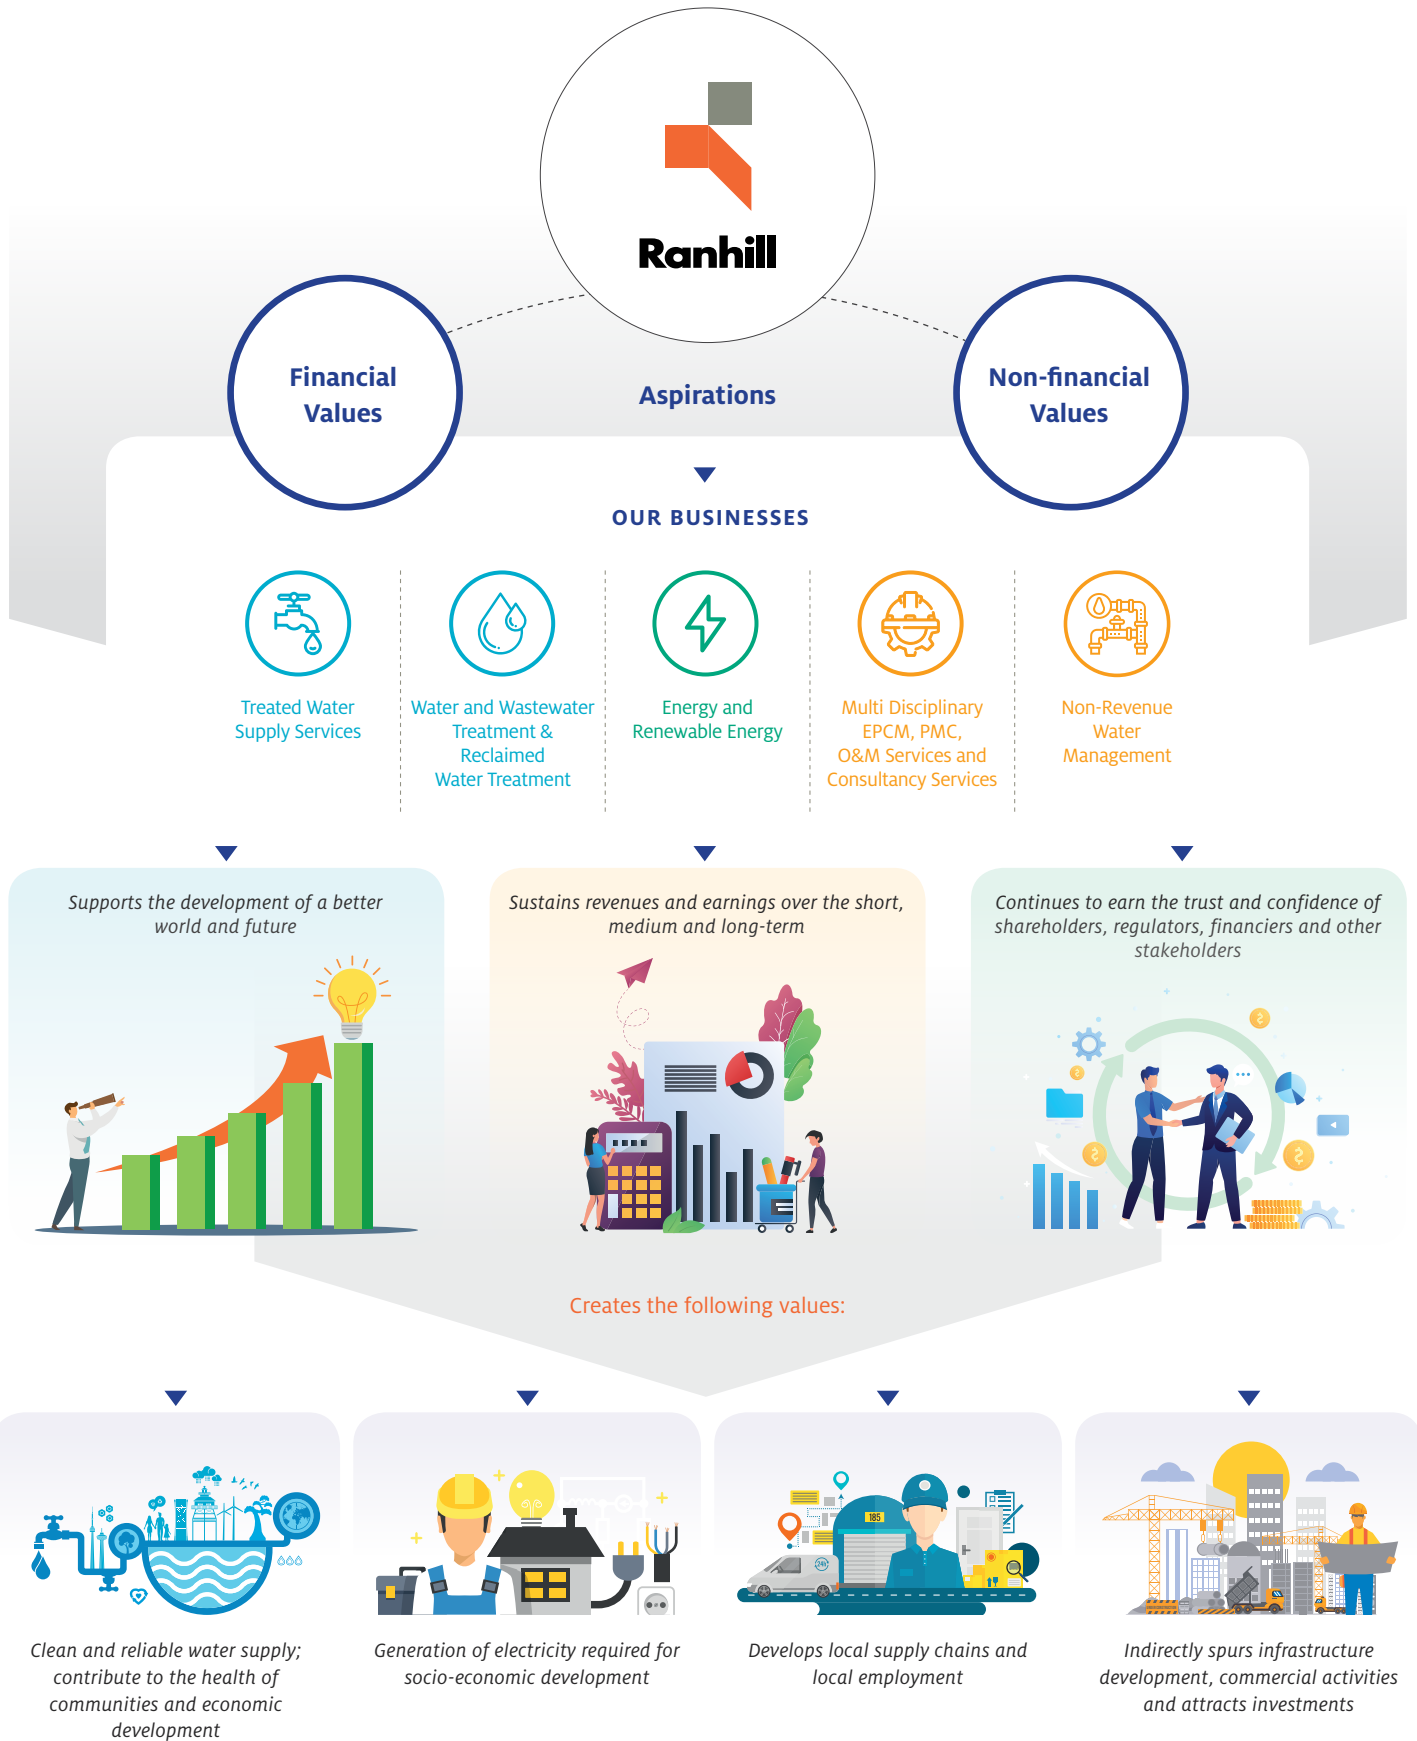 Ranhill
Financial
Values
Aspirations
Non-financial
Values
OUR BUSINESSES
Treated Water
Supply Services
Water and Wastewater
Treatment &
Reclaimed
Water Treatment
Energy and
Renewable Energy
Multi Disciplinary
EPCM, PMC,
O&M Services and
Consultancy Services
Non-Revenue
Water
Management
Supports the development of a better
world and future
Sustains revenues and earnings over the short,
medium and long-term
Continues to earn the trust and confidence of
shareholders, regulators, financiers and other
stakeholders
Creates the following values:
185
24h
Clean and reliable water supply;
contribute to the health of
communities and economic
development
Generation of electricity required for
socio-economic development
Develops local supply chains and
local employment
Indirectly spurs infrastructure
development, commercial activities
and attracts investments